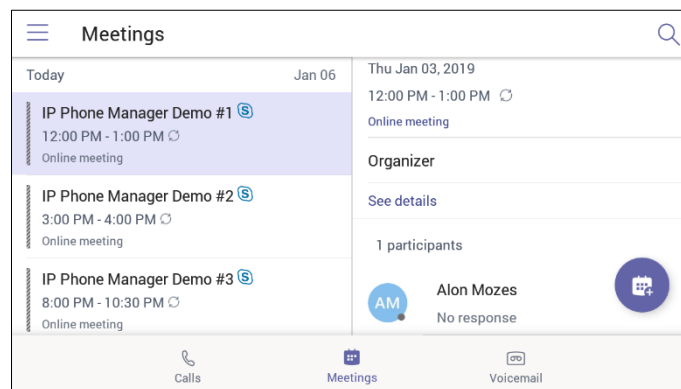 Meetings
Today Jan 06
IP Phone Manager Demo #1 S
12:00 PM - 1:00 PM
Online meeting
IP Phone Manager Demo #2 S
3:00 PM - 4:00 PM
Online meeting
IP Phone Manager Demo #3 S
8:00 PM - 10:30 PM
Online meeting
Thu Jan 03, 2019
12:00 PM - 1:00 PM
Online meeting
Organizer
See details
1 participants
AM
Alon Mozes
No response
Calls
Meetings
Voicemail